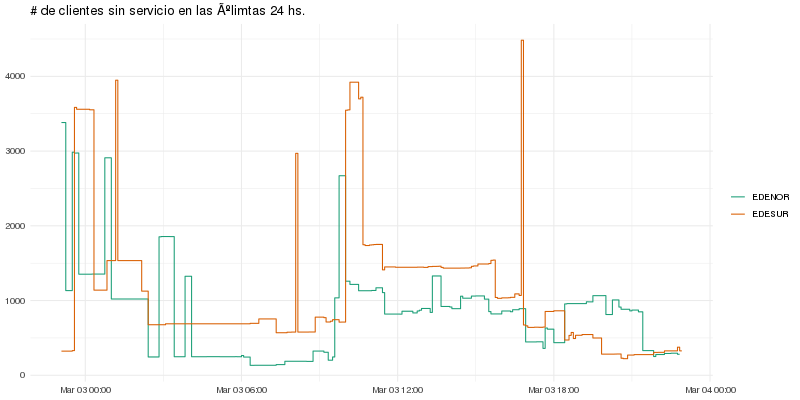 # de clientes sin servicio en las Ãºlimtas 24 hs.
4000
3000
2000
1000
0
Mar 03 00:00
Mar 03 06:00
Mar 03 12:00
Mar 03 18:00
Mar 04 00:00
EDENOR
EDESUR